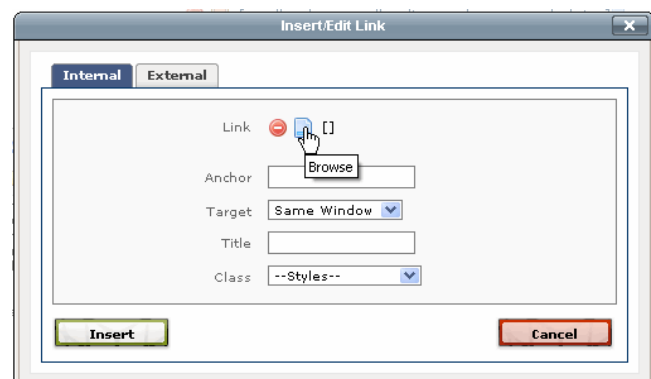 Insert/Edit Link
Internal External
Link []
Browse
Anchor
Target Same Window
Title
Class --Styles--
Insert Cancel